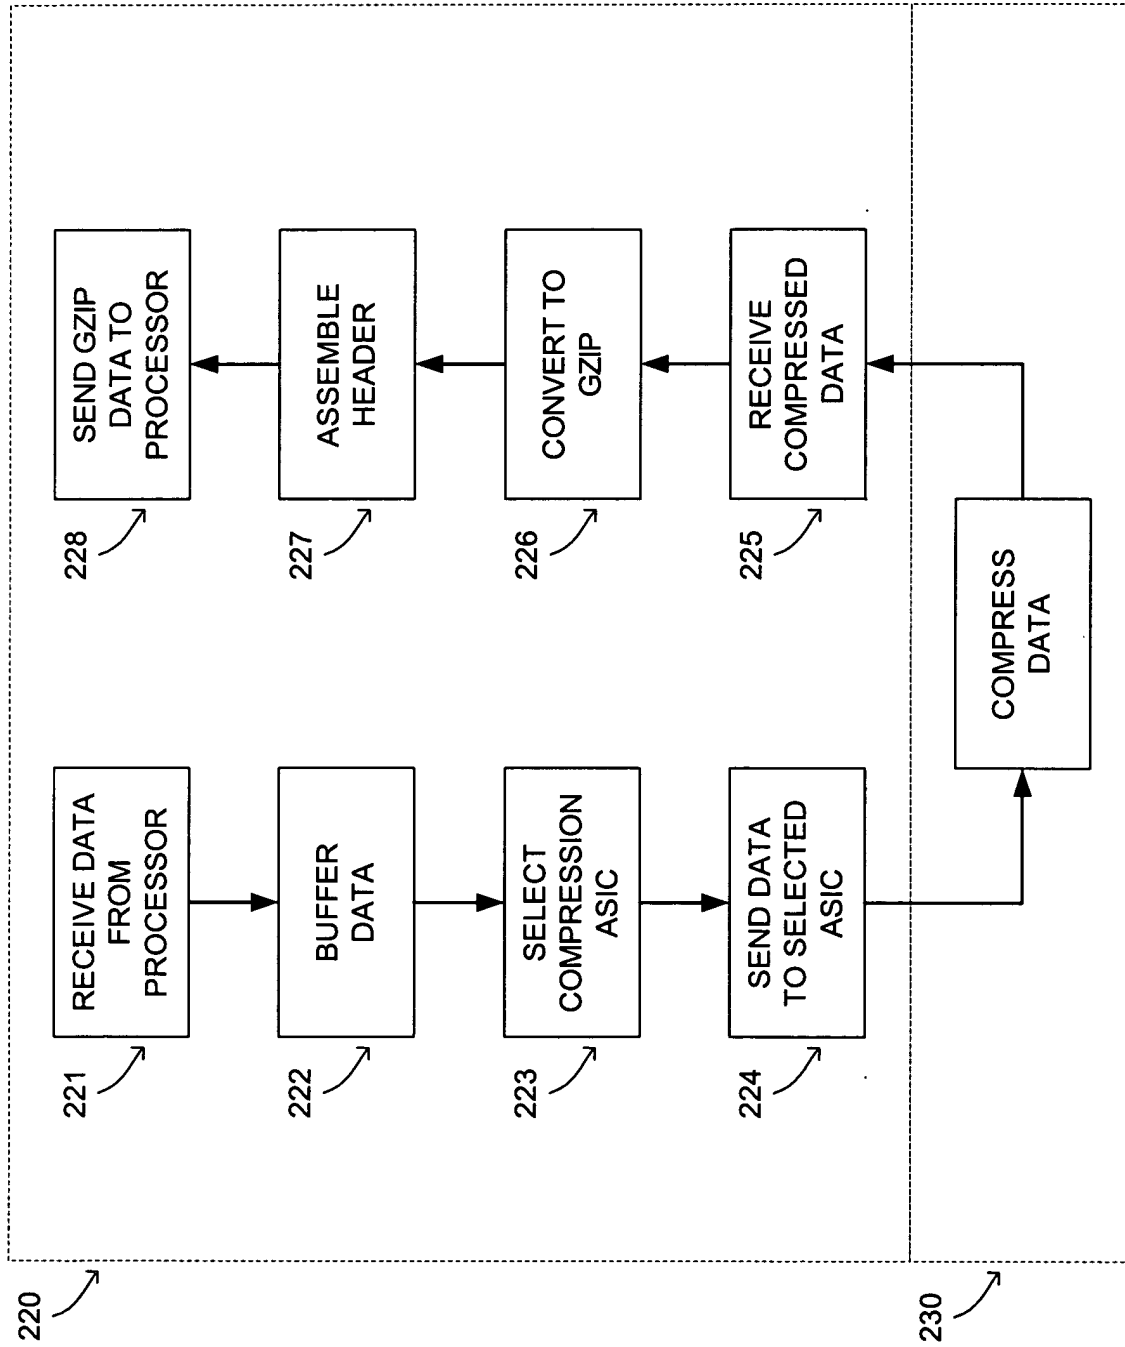 220
221
RECEIVE DATA
FROM
PROCESSOR
222
BUFFER
DATA
223
SELECT
COMPRESSION
ASIC
224
SEND DATA
TO SELECTED
ASIC
228
SEND GZIP
DATA TO
PROCESSOR
227
ASSEMBLE
HEADER
226
CONVERT TO
GZIP
225
RECEIVE
COMPRESSED
DATA
230
COMPRESS
DATA